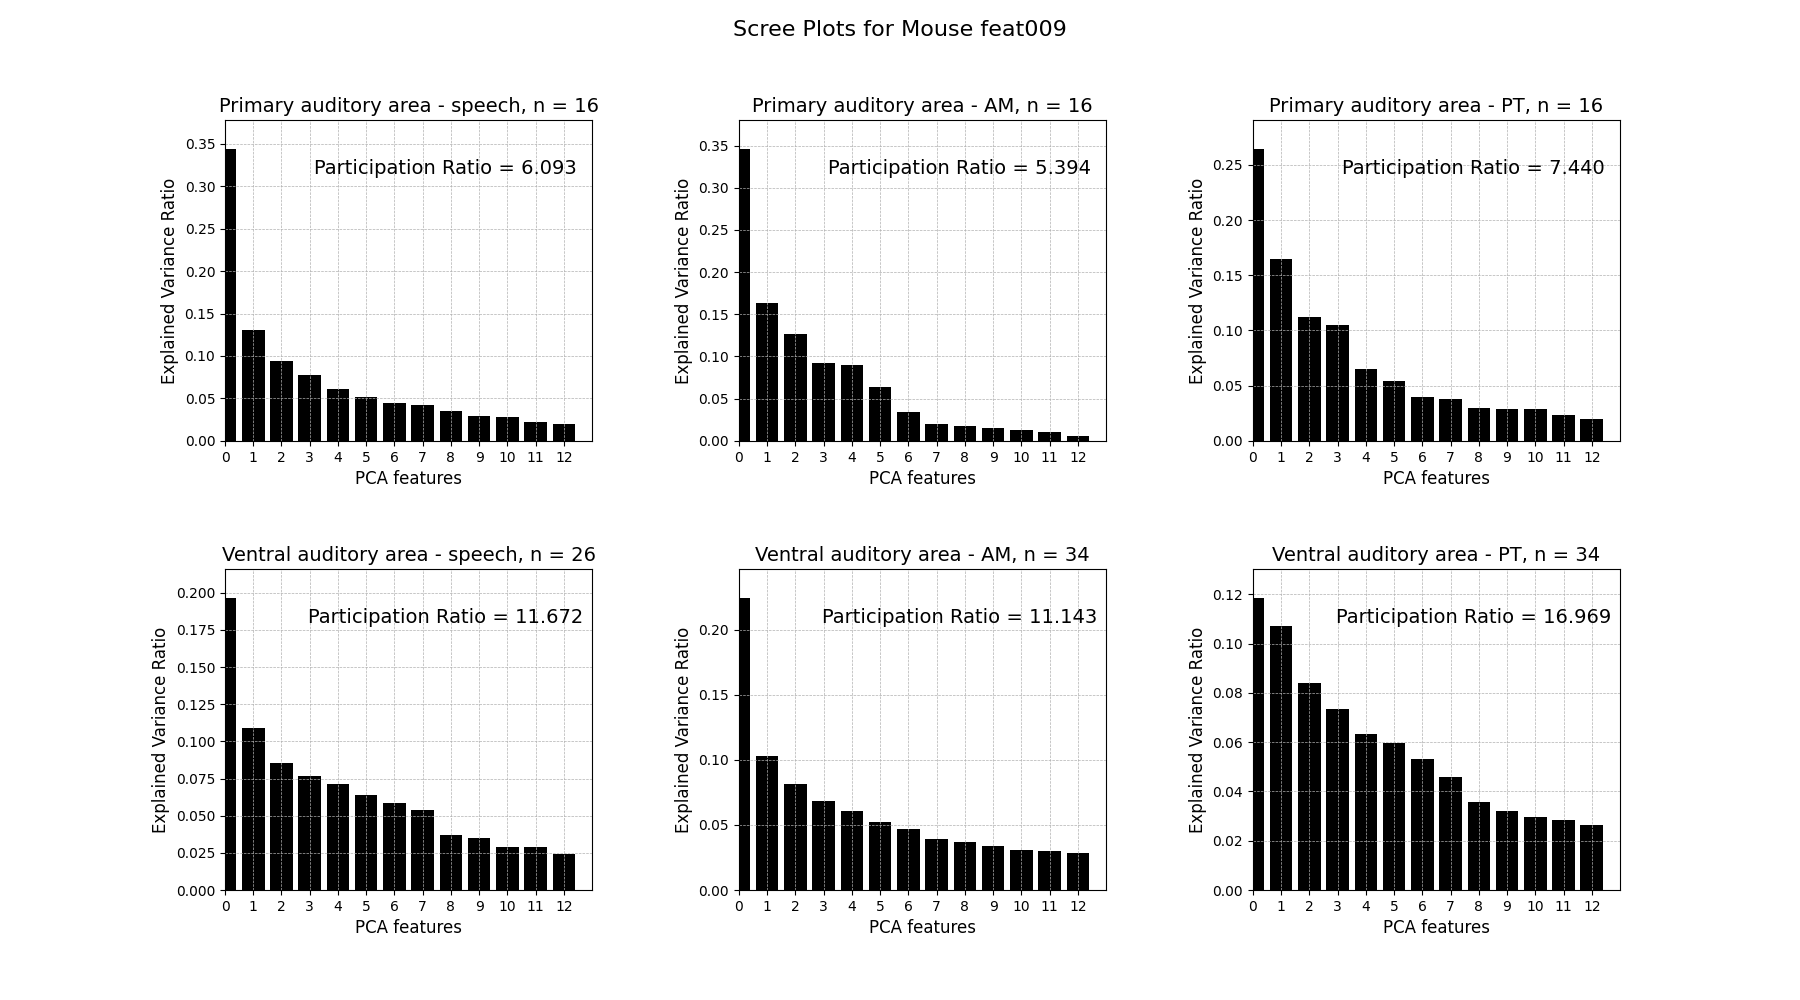 Scree Plots for Mouse feat009
Primary auditory area - speech, n = 16
Participation Ratio = 6.093
Explained Variance Ratio
0.35
0.30
0.25
0.20
0.15
0.10
0.05
0.00
0 1 2 3 4 5 6 7 8 9 10 11 12
PCA features
Primary auditory area - AM, n = 16
Participation Ratio = 5.394
Explained Variance Ratio
0.35
0.30
0.25
0.20
0.15
0.10
0.05
0.00
0 1 2 3 4 5 6 7 8 9 10 11 12
PCA features
Primary auditory area - PT, n = 16
Participation Ratio = 7.440
Explained Variance Ratio
0.25
0.20
0.15
0.10
0.05
0.00
0 1 2 3 4 5 6 7 8 9 10 11 12
PCA features
Ventral auditory area - speech, n = 26
Participation Ratio = 11.672
Explained Variance Ratio
0.200
0.175
0.150
0.125
0.100
0.075
0.050
0.025
0.000
0 1 2 3 4 5 6 7 8 9 10 11 12
PCA features
Ventral auditory area - AM, n = 34
Participation Ratio = 11.143
Explained Variance Ratio
0.20
0.15
0.10
0.05
0.00
0 1 2 3 4 5 6 7 8 9 10 11 12
PCA features
Ventral auditory area - PT, n = 34
Participation Ratio = 16.969
Explained Variance Ratio
0.12
0.10
0.08
0.06
0.04
0.02
0.00
0 1 2 3 4 5 6 7 8 9 10 11 12
PCA features